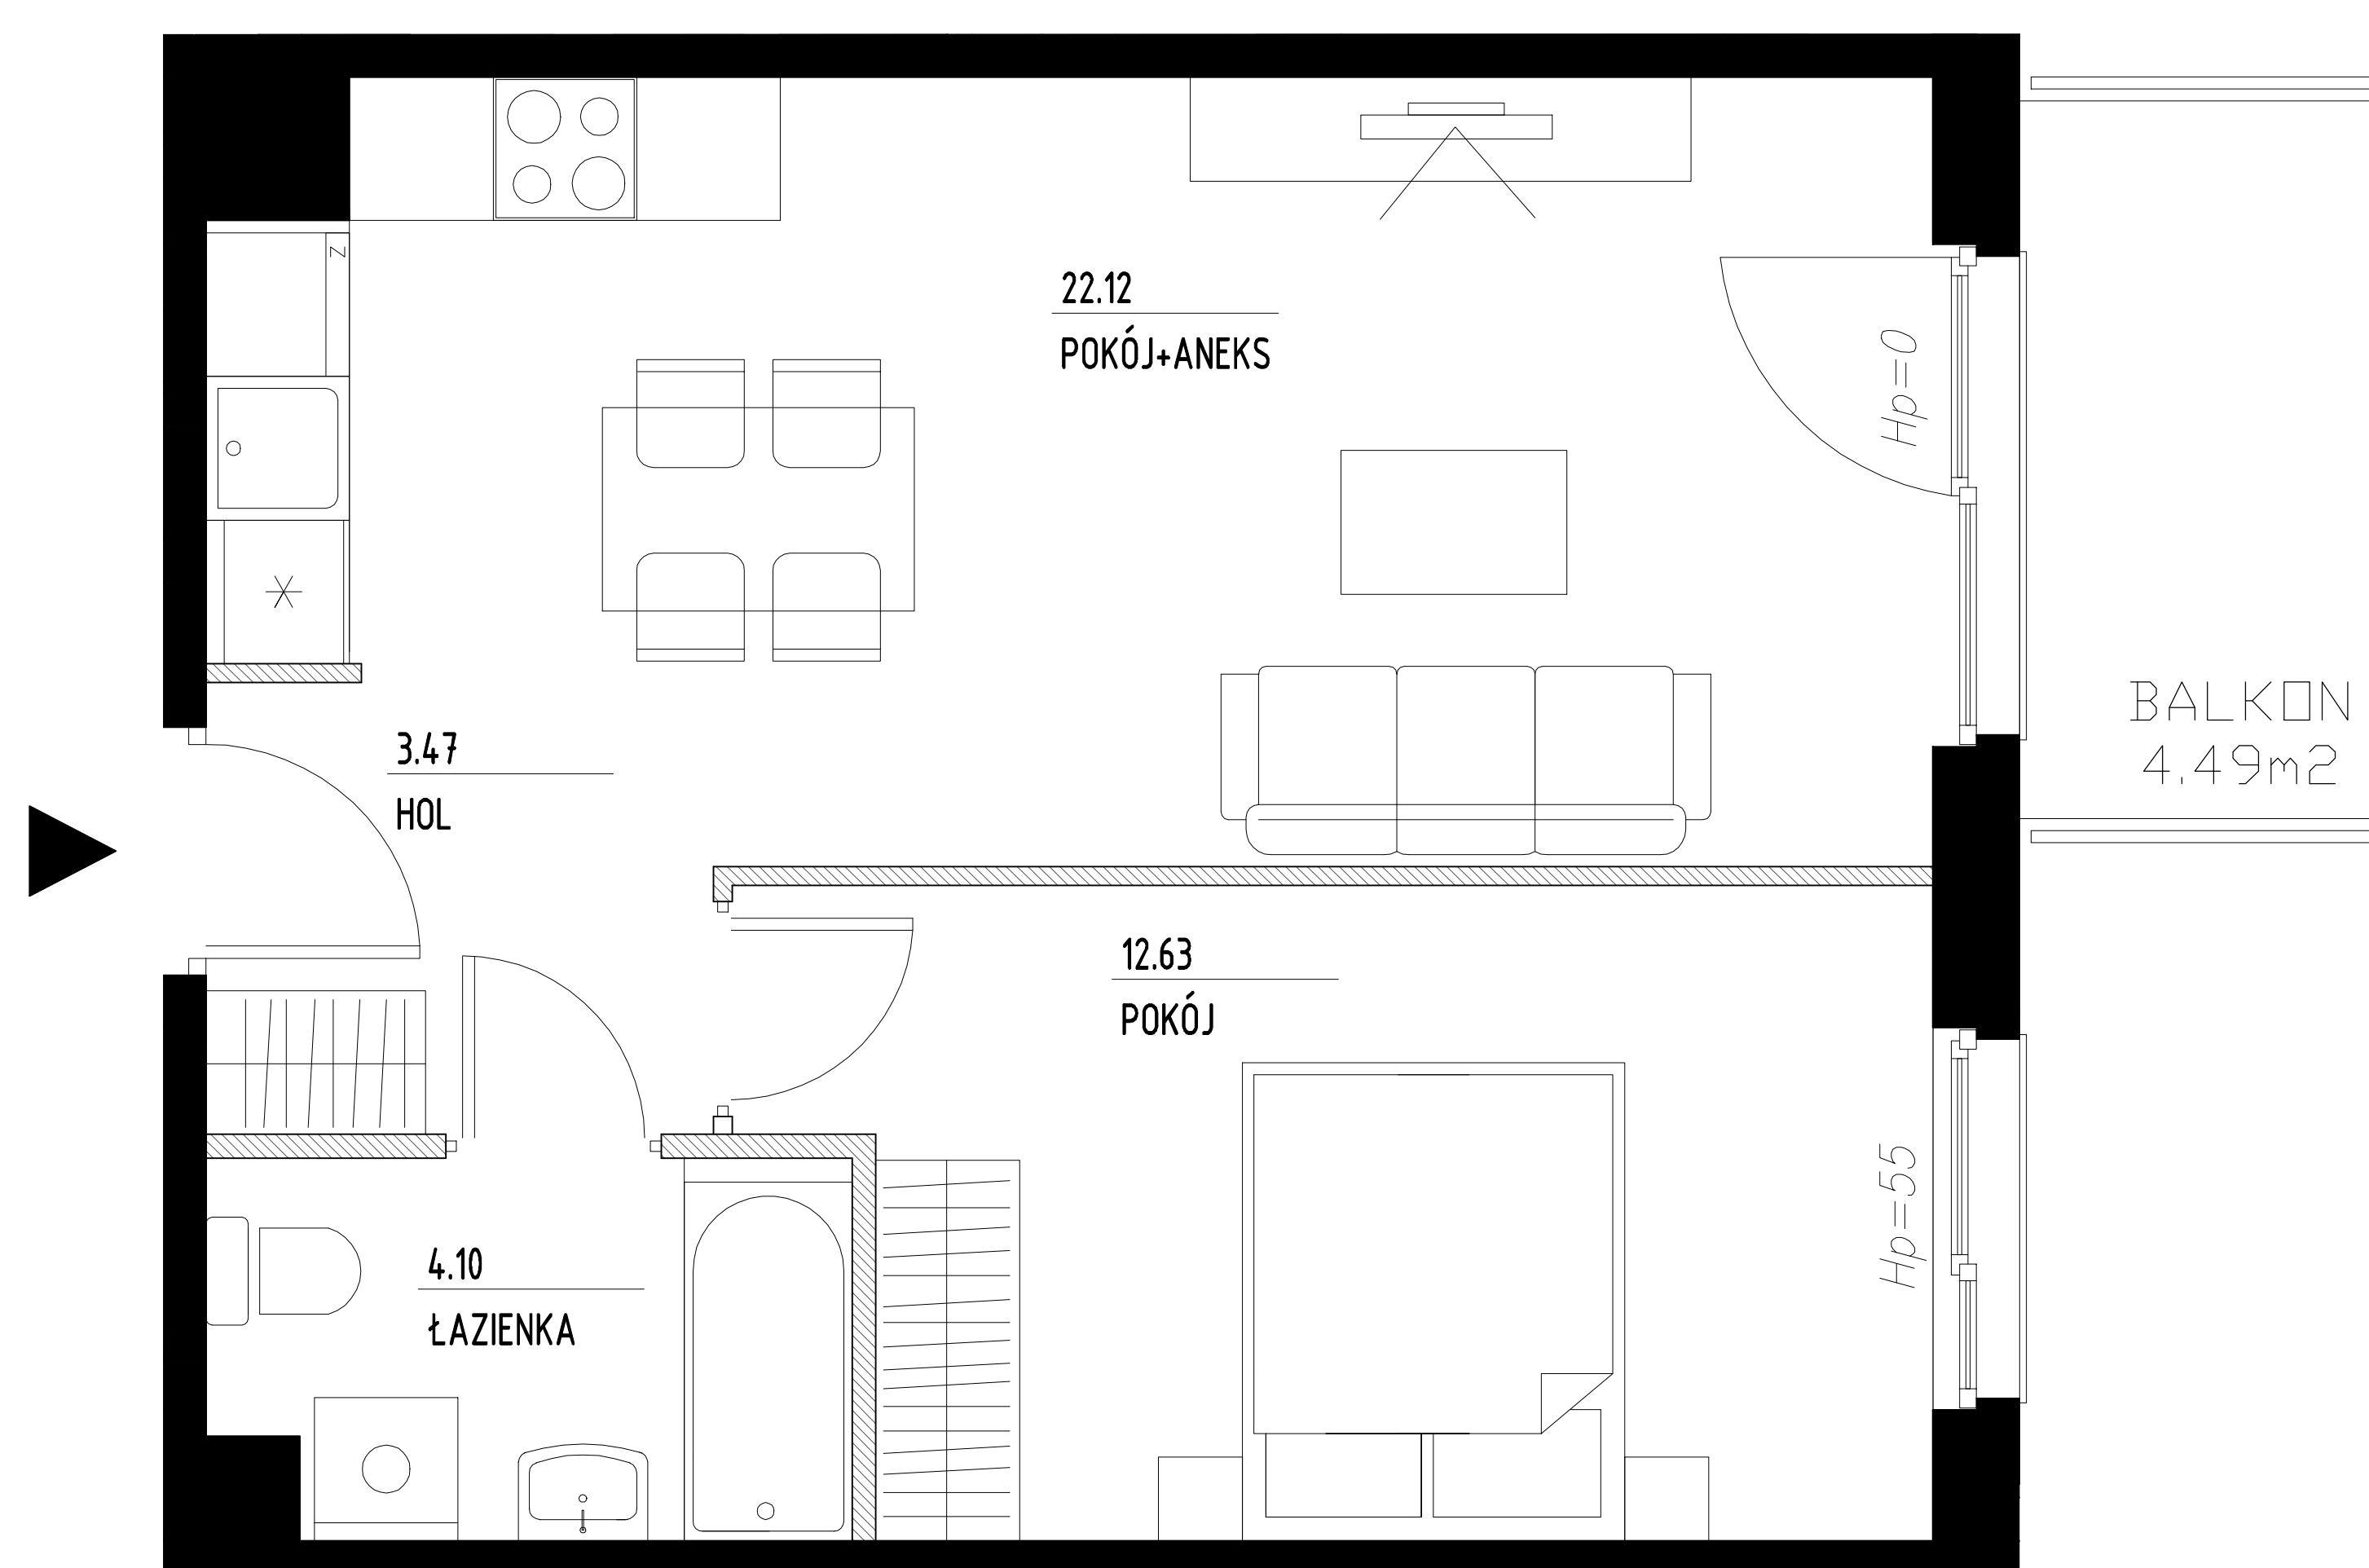 Z
22.12
POKÓJ+ANEKS
Hp=0
BALKON
4.49m2
3.47
HOL
12.63
POKÓJ
Hp=55
4.10
ŁAZIENKA